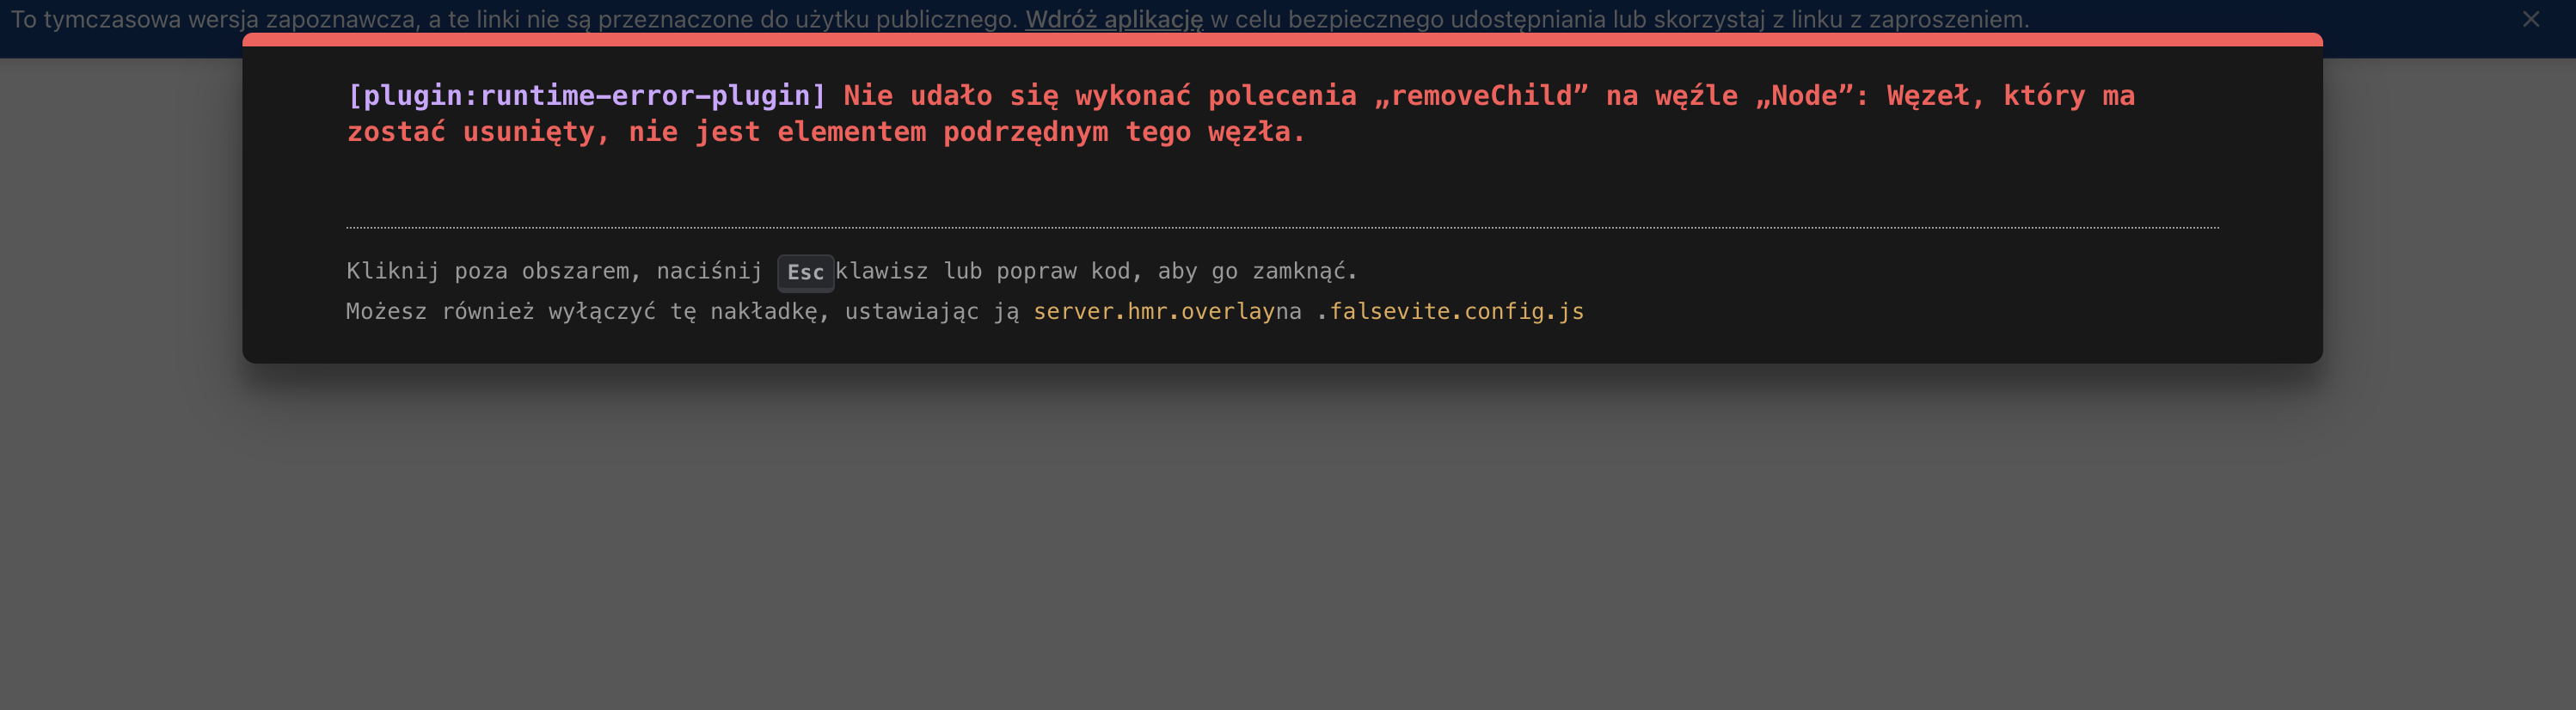 To tymczasowa wersja zapoznawcza, a te linki nie są przeznaczone do użytku publicznego. Wdróż aplikację w celu bezpiecznego udostępniania lub skorzystaj z linku z zaproszeniem.
[plugin:runtime-error-plugin] Nie udało się wykonać polecenia „removeChild” na węźle „Node”: Węzeł, który ma
zostać usunięty, nie jest elementem podrzędnym tego węzła.
Kliknij poza obszarem, naciśnij Esc klawisz lub popraw kod, aby go zamknąć.
Możesz również wyłączyć tę nakładkę, ustawiając ją server.hmr.overlayna .falsevite.config.js